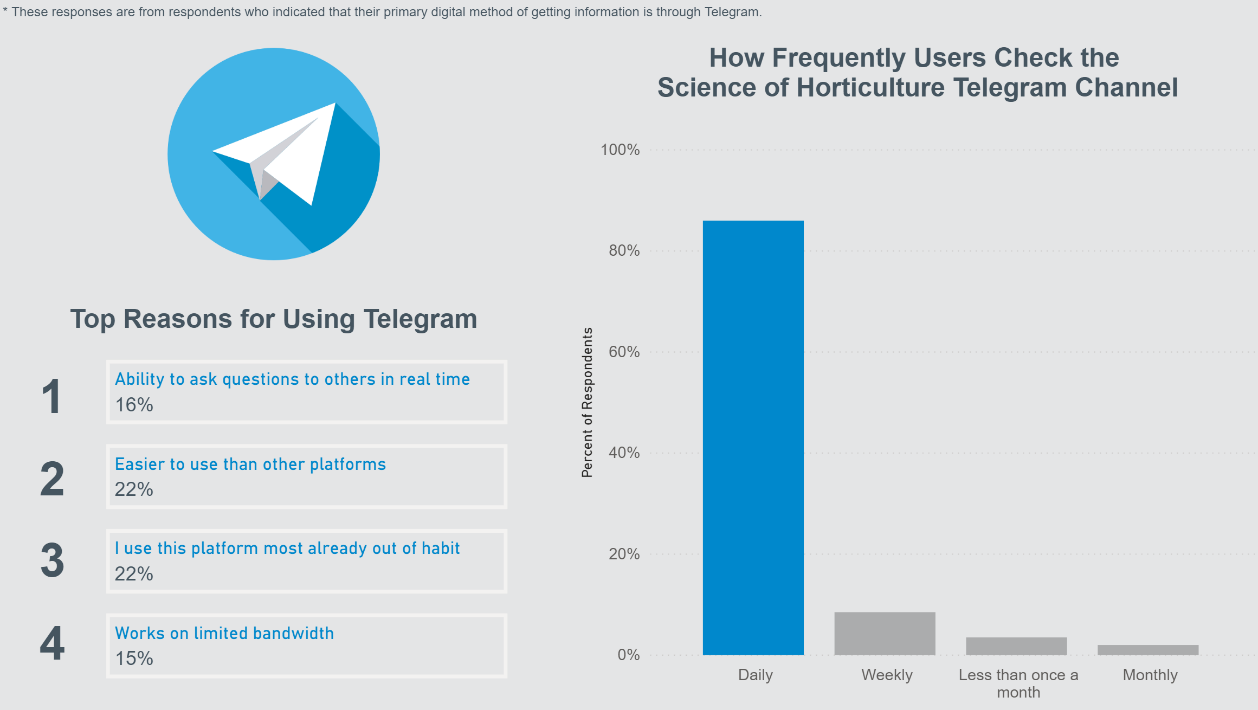 * These responses are from respondents who indicated that their primary digital method of getting information is through Telegram.
Top Reasons for Using Telegram
1
Ability to ask questions to others in real time
16%
2
Easier to use than other platforms
22%
3
I use this platform most already out of habit
22%
4
Works on limited bandwidth
15%
How Frequently Users Check the
Science of Horticulture Telegram Channel
Percent of Respondents
100%
80%
60%
40%
20%
0%
Daily
Weekly
Less than once a
month
Monthly